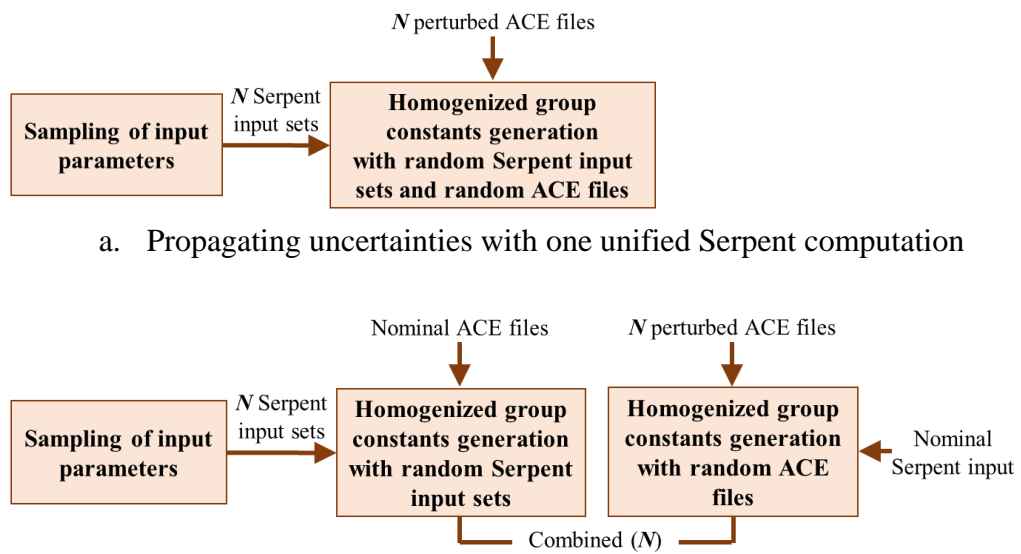 N perturbed ACE files
N Serpent
input sets
Sampling of input
parameters
Homogenized group
constants generation
with random Serpent input
sets and random ACE files
a. Propagating uncertainties with one unified Serpent computation
Nominal ACE files
N perturbed ACE files
N Serpent
input sets
Sampling of input
parameters
Homogenized group
constants generation
with random Serpent
input sets
Homogenized group
constants generation
with random ACE
files
Nominal
Serpent input
Combined (N)